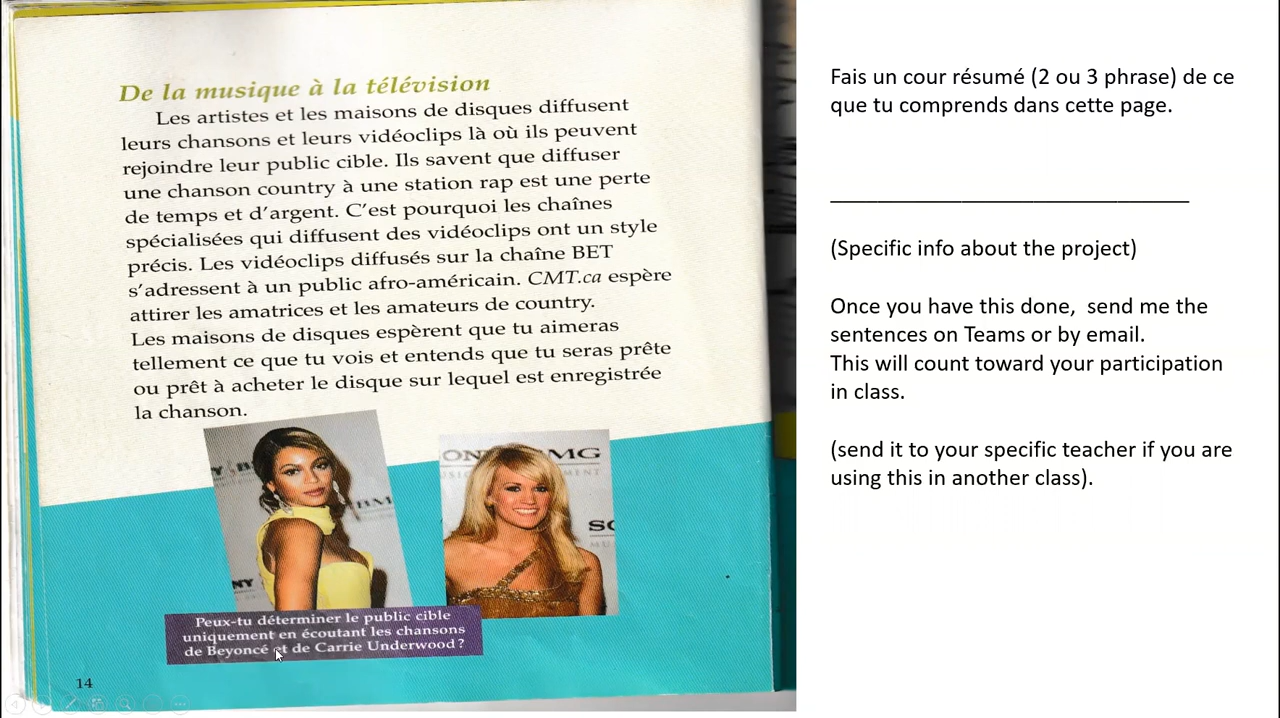 De la musique à la télévision
Les artistes et les maisons de disques diffusent
leurs chansons et leurs vidéoclips là où ils peuvent
rejoindre leur public cible. Ils savent que diffuser
une chanson country à une station rap est une perte
de temps et d'argent. C'est pourquoi les chaînes
spécialisées qui diffusent des vidéoclips ont un style
précis. Les vidéoclips diffusés sur la chaîne BET
s'adressent à un public afro-américain. CMT.ca espère
attirer les amatrices et les amateurs de country.
Les maisons de disques espèrent que tu aimeras
tellement ce que tu vois et entends que tu seras prête
ou prêt à acheter le disque sur lequel est enregistrée
la chanson.
Peux-tu déterminer le public cible
uniquement en écoutant les chansons
de Beyoncé et de Carrie Underwood?
14
Fais un cour résumé (2 ou 3 phrase) de ce
que tu comprends dans cette page.
(Specific info about the project)
Once you have this done, send me the
sentences on Teams or by email.
This will count toward your participation
in class.
(send it to your specific teacher if you are
using this in another class).